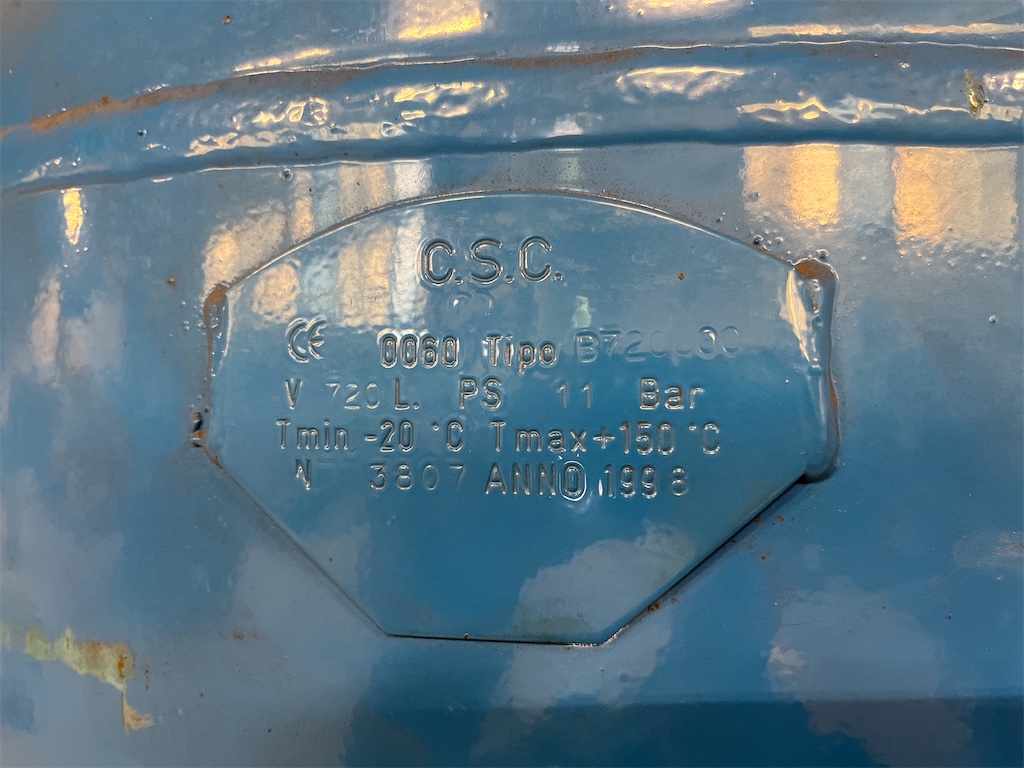 C.S.C.
CE 0060 Tipo
V 720 L. PS 11 Bar
Tmin -20 °C Tmax +150 °C
N 3807 ANNO 1998